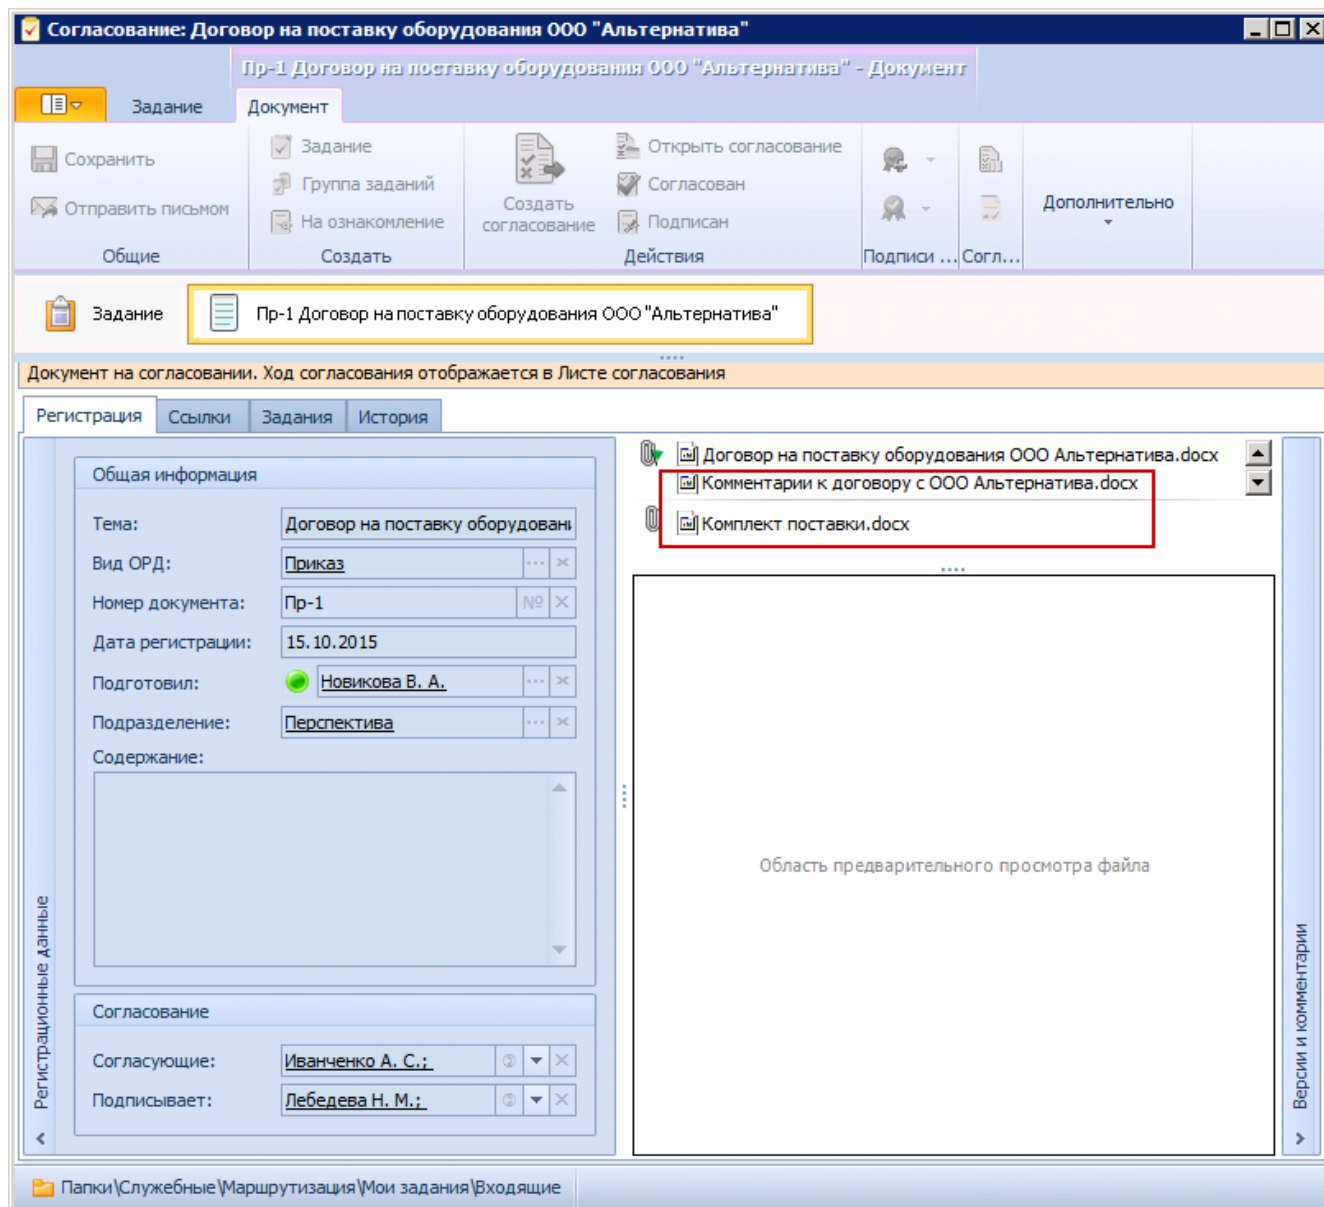 Согласование: Договор на поставку оборудования ООО "Альтернатива"
Пр-1 Договор на поставку оборудования ООО "Альтернатива" - Документ
Задание
Документ
Сохранить
Отправить письмом
Общие
Задание
Группа заданий
На ознакомление
Создать
Создать
согласование
Открыть согласование
Согласован
Подписан
Действия
Подписи ...
Согл...
Дополнительно
Задание
Пр-1 Договор на поставку оборудования ООО "Альтернатива"
Документ на согласовании. Ход согласования отображается в Листе согласования
Регистрация
Ссылки
Задания
История
Регистрационные данные
Общая информация
Тема:
Договор на поставку оборудовани
Вид ОРД:
Приказ
Номер документа:
Пр-1
№
Дата регистрации:
15.10.2015
Подготовил:
Новикова В. А.
Подразделение:
Перспектива
Содержание:
Согласование
Согласующие:
Иванченко А. С.;
Подписывает:
Лебедева Н. М.;
Договор на поставку оборудования ООО Альтернатива.docx
Комментарии к договору с ООО Альтернатива.docx
Комплект поставки.docx
Область предварительного просмотра файла
Версии и комментарии
Папки\Служебные\Маршрутизация\Мои задания\Входящие